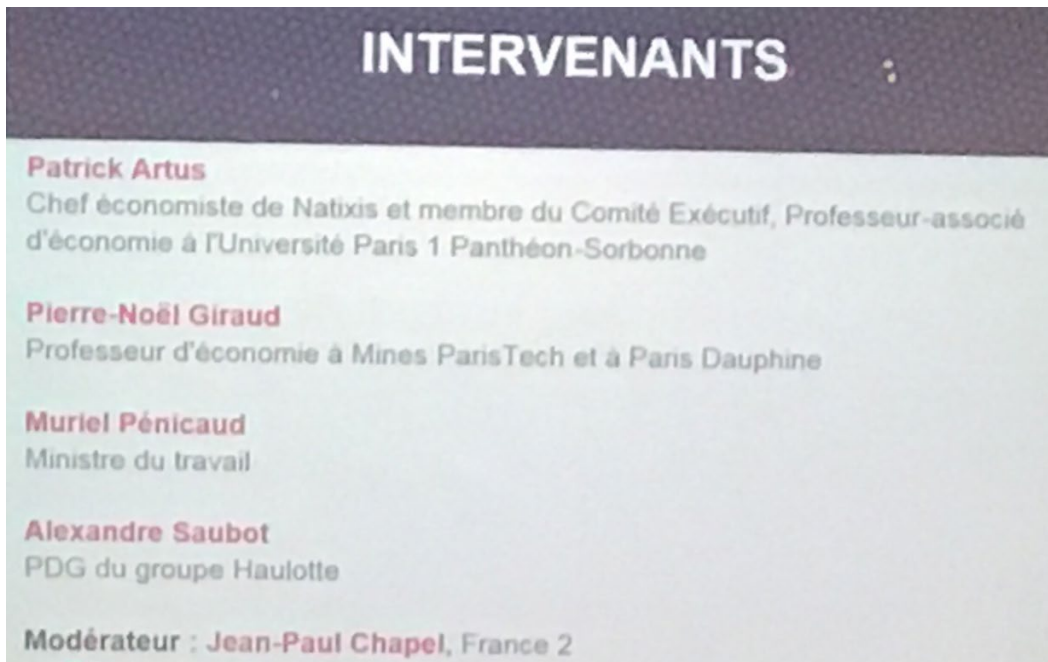 INTERVENANTS
Patrick Artus
Chef économiste de Natixis et membre du Comité Exécutif, Professeur-associé
d'économie à l'Université Paris 1 Panthéon-Sorbonne
Pierre-Noël Giraud
Professeur d'économie à Mines ParisTech et à Paris Dauphine
Muriel Pénicaud
Ministre du travail
Alexandre Saubot
PDG du groupe Haulotte
Modérateur : Jean-Paul Chapel, France 2